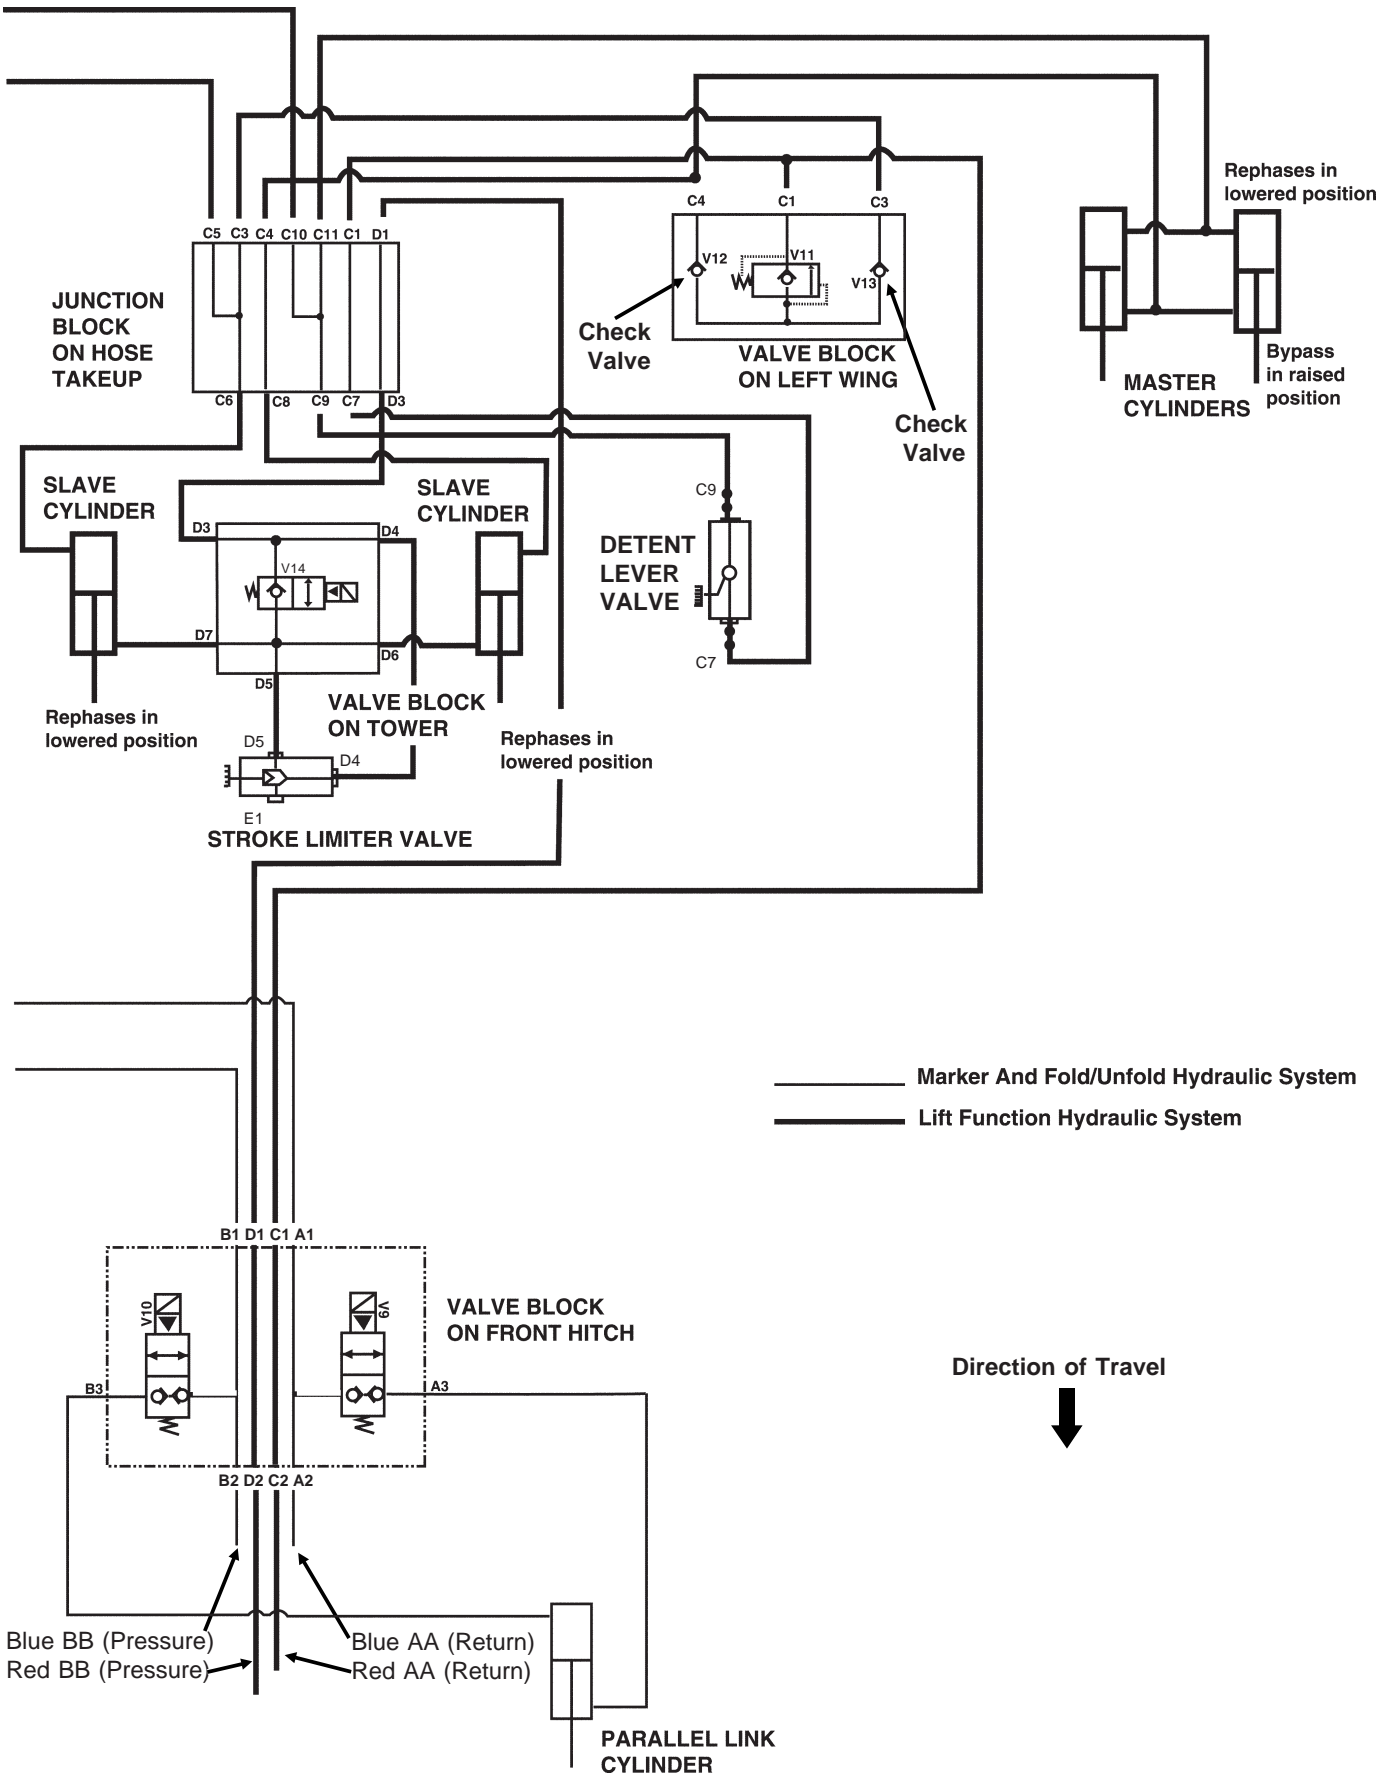 Rephases in
lowered position
C4 C1 C3
C5 C3 C4 C10 C11 C1 D1
V12
V11
V13
JUNCTION
BLOCK
ON HOSE
TAKEUP
Check
Valve
VALVE BLOCK
ON LEFT WING
Bypass
in raised
position
MASTER
CYLINDERS
C6 C8 C9 C7 D3
Check
Valve
SLAVE
CYLINDER
SLAVE
CYLINDER
C9
D3
D4
DETENT
LEVER
VALVE
V14
D7
D6
C7
D5
VALVE BLOCK
ON TOWER
Rephases in
lowered position
Rephases in
lowered position
D5
D4
E1
STROKE LIMITER VALVE
Marker And Fold/Unfold Hydraulic System
Lift Function Hydraulic System
B1 D1 C1 A1
V10
V9
VALVE BLOCK
ON FRONT HITCH
Direction of Travel
B3
A3
B2 D2 C2 A2
Blue BB (Pressure)
Red BB (Pressure)
Blue AA (Return)
Red AA (Return)
PARALLEL LINK
CYLINDER